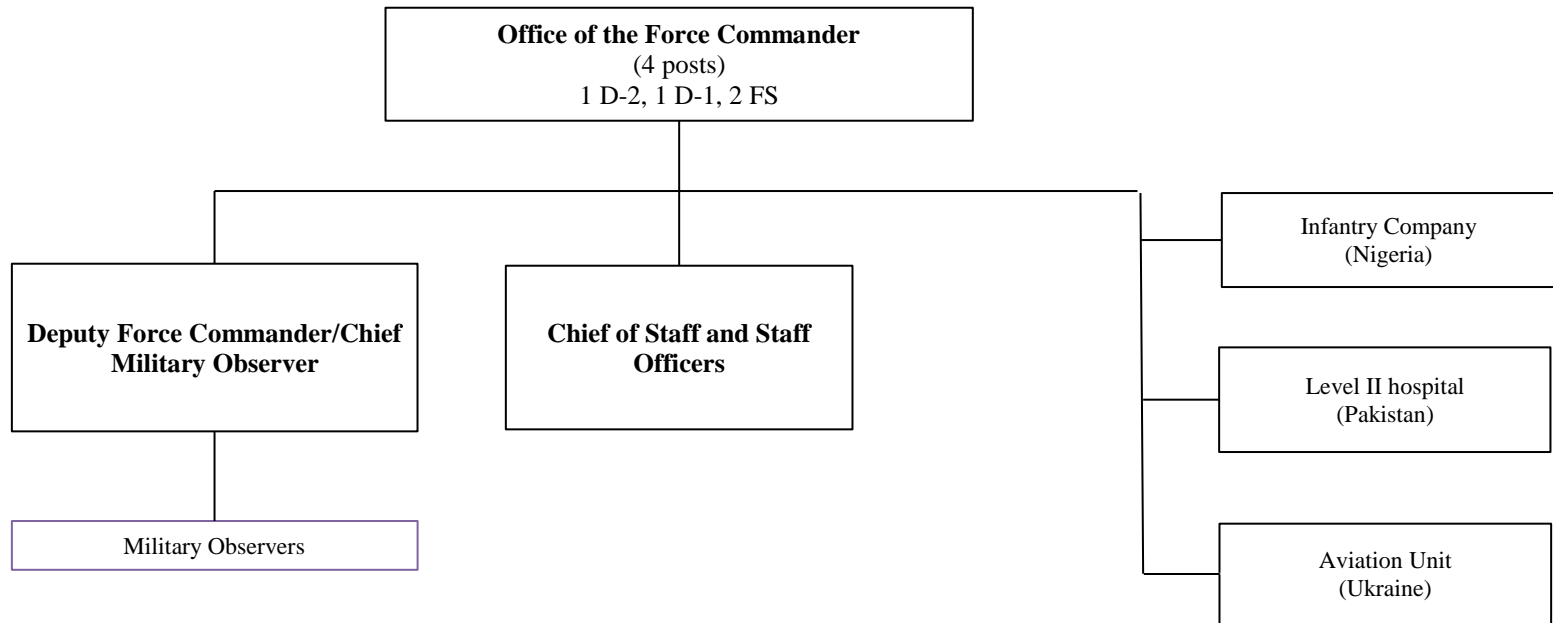 Office of the Force Commander
(4 posts)
1 D-2, 1 D-1, 2 FS
Deputy Force Commander/Chief
Military Observer
Military Observers
Chief of Staff and Staff
Officers
Infantry Company
(Nigeria)
Level II hospital
(Pakistan)
Aviation Unit
(Ukraine)